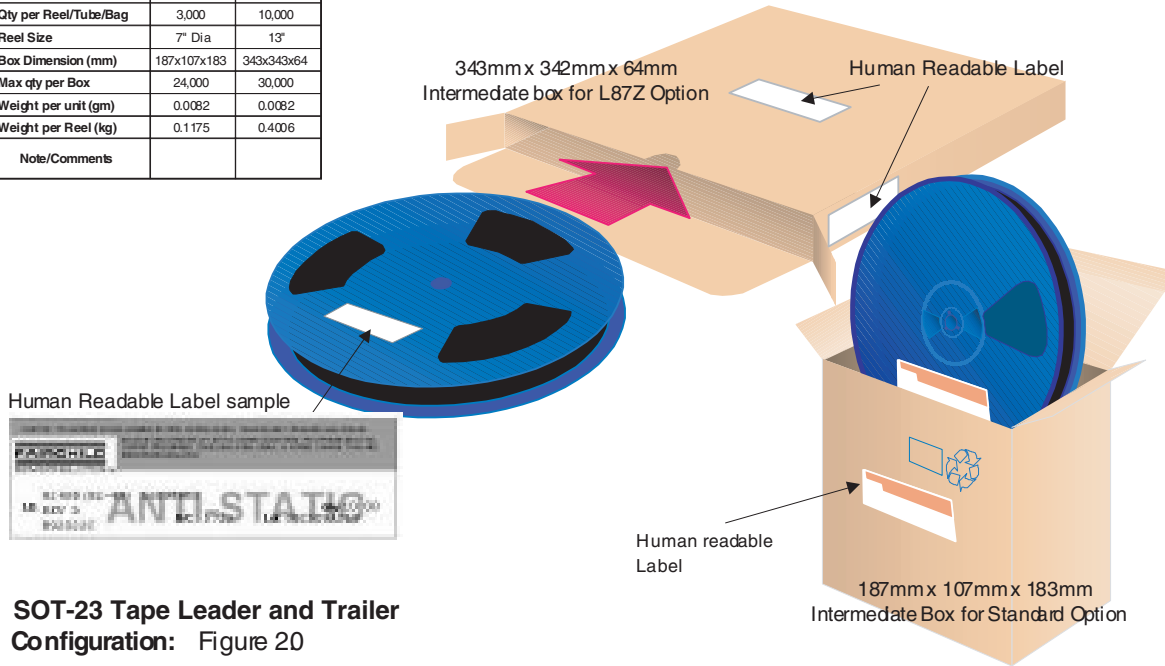 Qty per Reel/Tube/Bag 3,000 10,000
Reel Size 7" Dia 13"
Box Dimension (mm) 187x107x183 343x343x64
Max qty per Box 24,000 30,000
Weight per unit (gm) 0.0082 0.0082
Weight per Reel (kg) 0.1175 0.4006
Note/Comments
343mm x 342mm x 64mm
Intermediate box for L87Z Option
Human Readable Label
Human Readable Label sample
FAIRCHILD
ANTI-STATIC
Human readable
Label
187mm x 107mm x 183mm
Intermediate Box for Standard Option
SOT-23 Tape Leader and Trailer
Configuration: Figure 2.0